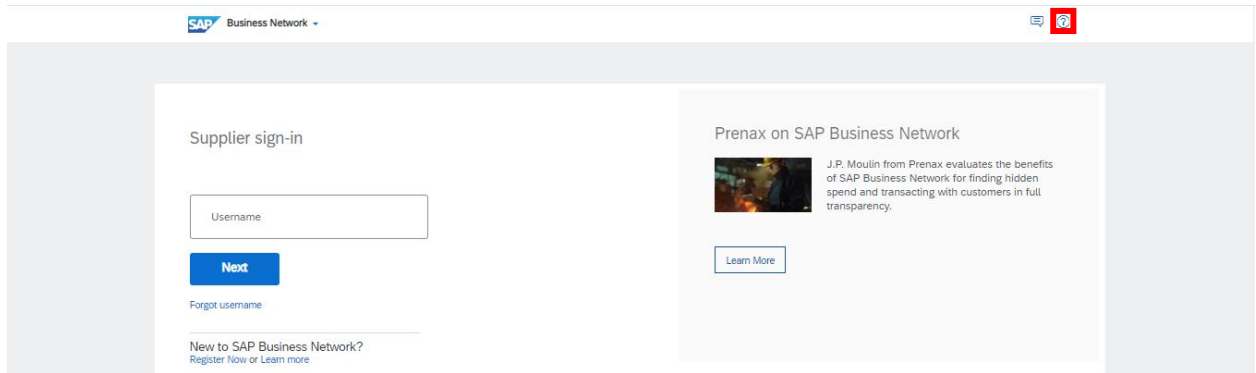 SAP Business Network
Supplier sign-in
Username
Next
Forgot username
New to SAP Business Network?
Register Now or Learn more
Prenax on SAP Business Network
J.P. Moulin from Prenax evaluates the benefits
of SAP Business Network for finding hidden
spend and transacting with customers in full
transparency.
Learn More